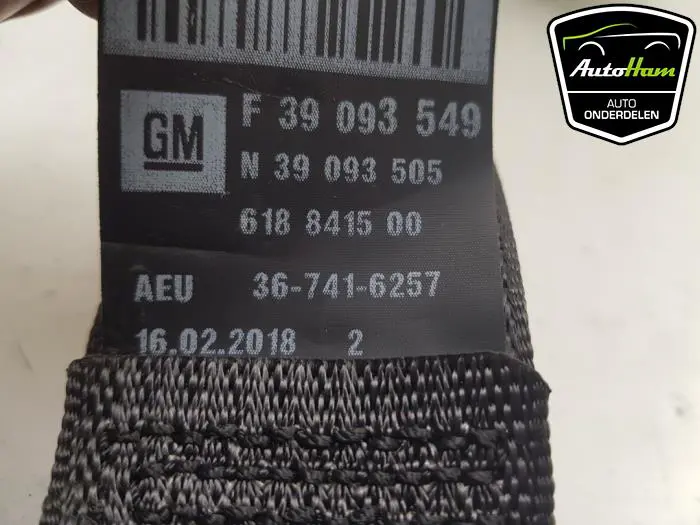 AutoHam
AUTO
ONDERDELEN
GM
F 39 093 549
N 39 093 505
618 8415 00
AEU 36-741-6257
16.02.2018 2